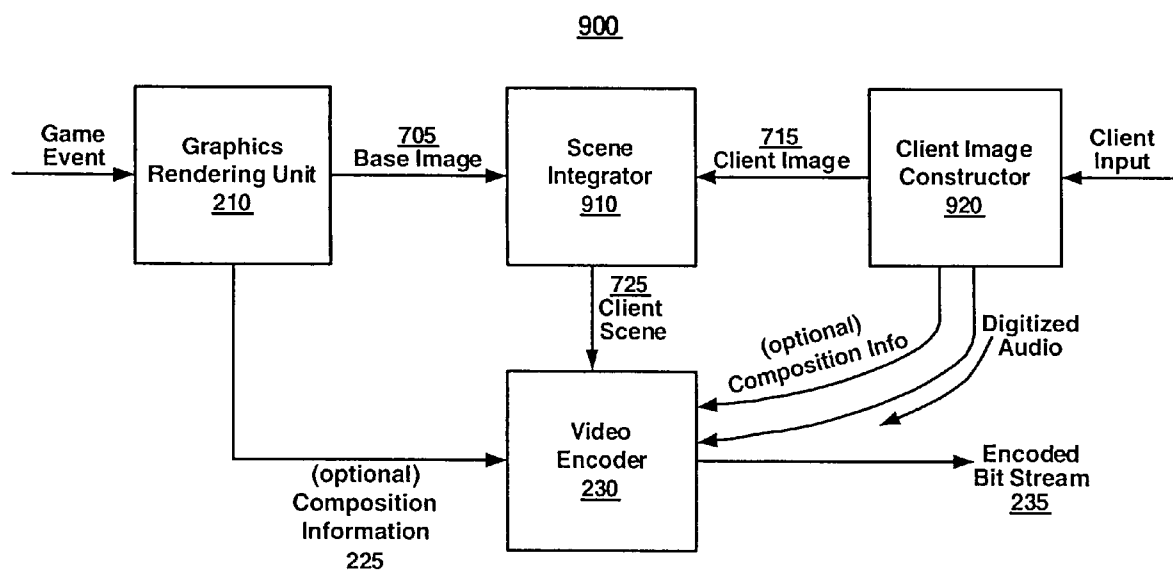 900
Game
Event
Graphics
Rendering Unit
210
705
Base Image
Scene
Integrator
910
715
Client Image
Client Image
Constructor
920
Client
Input
725
Client
Scene
(optional)
Composition Info
Digitized
Audio
Video
Encoder
230
(optional)
Composition
Information
225
Encoded
Bit Stream
235